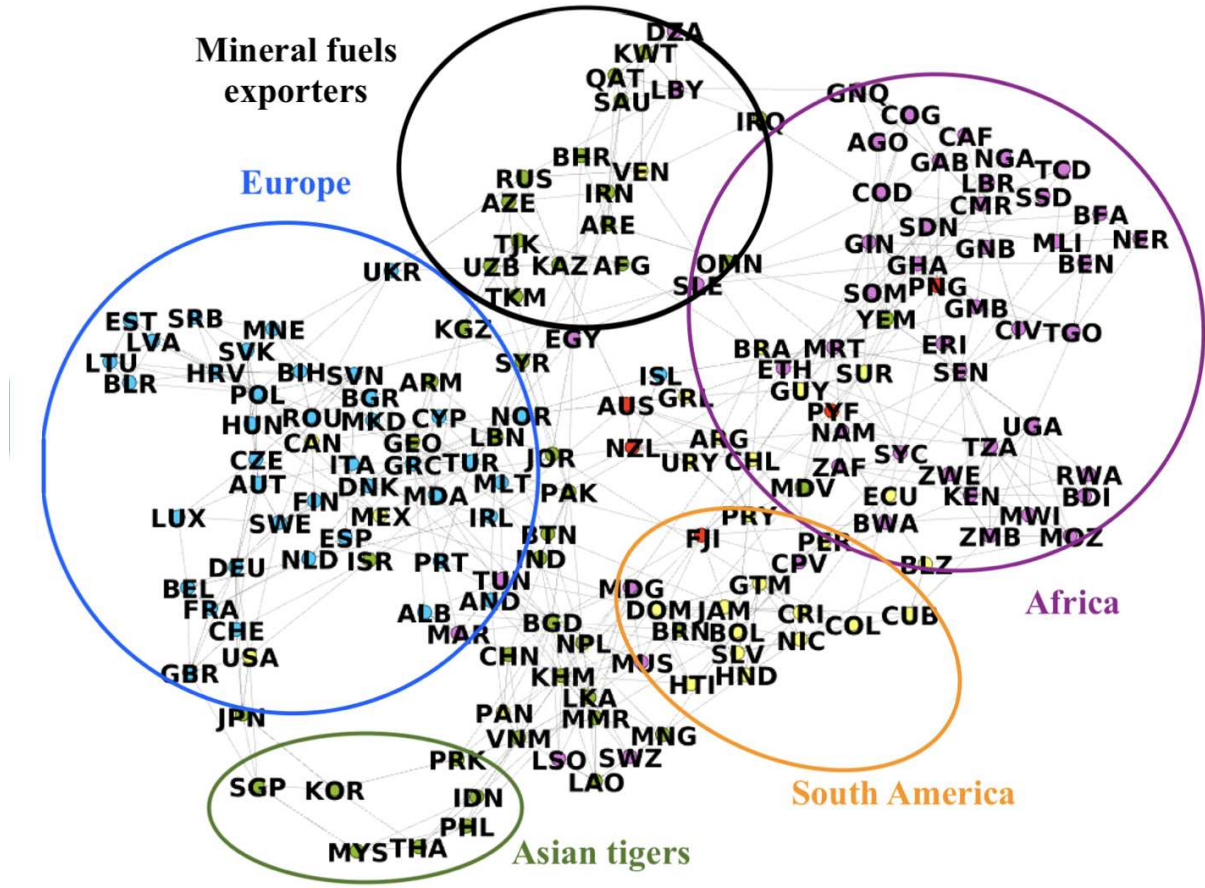 Mineral fuels
exporters
DZA
KWT
QAT
LBY
SAU
IRQ
BHR
VEN
RUS
IRN
AZE
ARE
TJK
UZB KAZ AFG
OMN
TKM
SLE
EGY
Europe
UKR
KGZ
SYR
EST SRB
MNE
LVA
SVK
LTU
HRV
BIH SVN
BLR
ARM
POL
BGR
HUN ROU MKD CYP NOR
CAN
GEO
LBN
CZE
ITA
GRC TUR
JOR
AUT
DNK
MLT
MDA
PAK
FIN
LUX
SWE
MEX
IRL
ESP
BTN
NLD ISR PRT
IND
DEU
TUN
BEL
AND
FRA
ALB
BGD
CHE
MAR
NPL
USA
CHN
GBR
KHM
JPN
LKA
PAN
MMR
VNM
MNG
LSO SWZ
LAO
PRK
SGP KOR
IDN
PHL
MYS THA
Asian tigers
GNQ
COG
AGO
CAF
GAB NGA
TCD
COD
LBR
SSD
CMR
BFA
SDN
NER
GIN
GNB MLI
GHA
BEN
SOM PNG
GMB
YEM
CIV TGO
BRA MRT
ERI
ETH
SUR
SEN
GUY
ISL
GRL
AUS
PYF
NAM
UGA
NZL
ARG
TZA
URY CHL
SYC
ZAF
ZWE
RWA
MDV
ECU
KEN
BDI
PRY
BWA
MWI
FJI
PER
ZMB MOZ
CPV
BLZ
Africa
MDG
GTM
DOM JAM
CRI
CUB
BRN BOL
COL
NIC
SLV
MUS
HND
HTI
South America